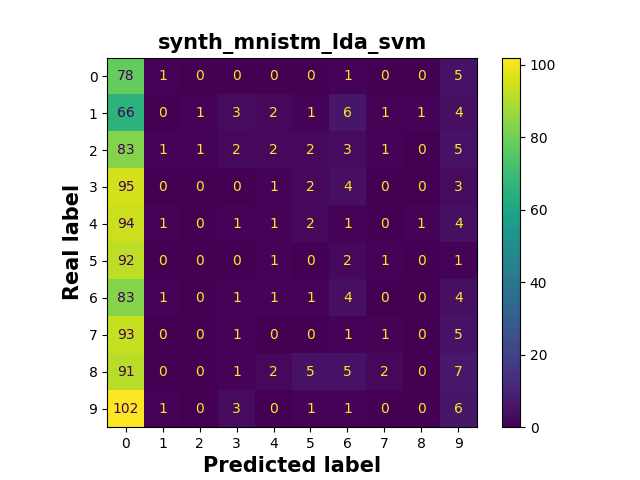 synth_mnistm_lda_svm
Real label
0 78 1 0 0 0 0 1 0 0 5
1 66 0 1 3 2 1 6 1 1 4
2 83 1 1 2 2 2 3 1 0 5
3 95 0 0 0 1 2 4 0 0 3
4 94 1 0 1 1 2 1 0 1 4
5 92 0 0 0 1 0 2 1 0 1
6 83 1 0 1 1 1 4 0 0 4
7 93 0 0 1 0 0 1 1 0 5
8 91 0 0 1 2 5 5 2 0 7
9 102 1 0 3 0 1 1 0 0 6
0 1 2 3 4 5 6 7 8 9
Predicted label
100
80
60
40
20
0